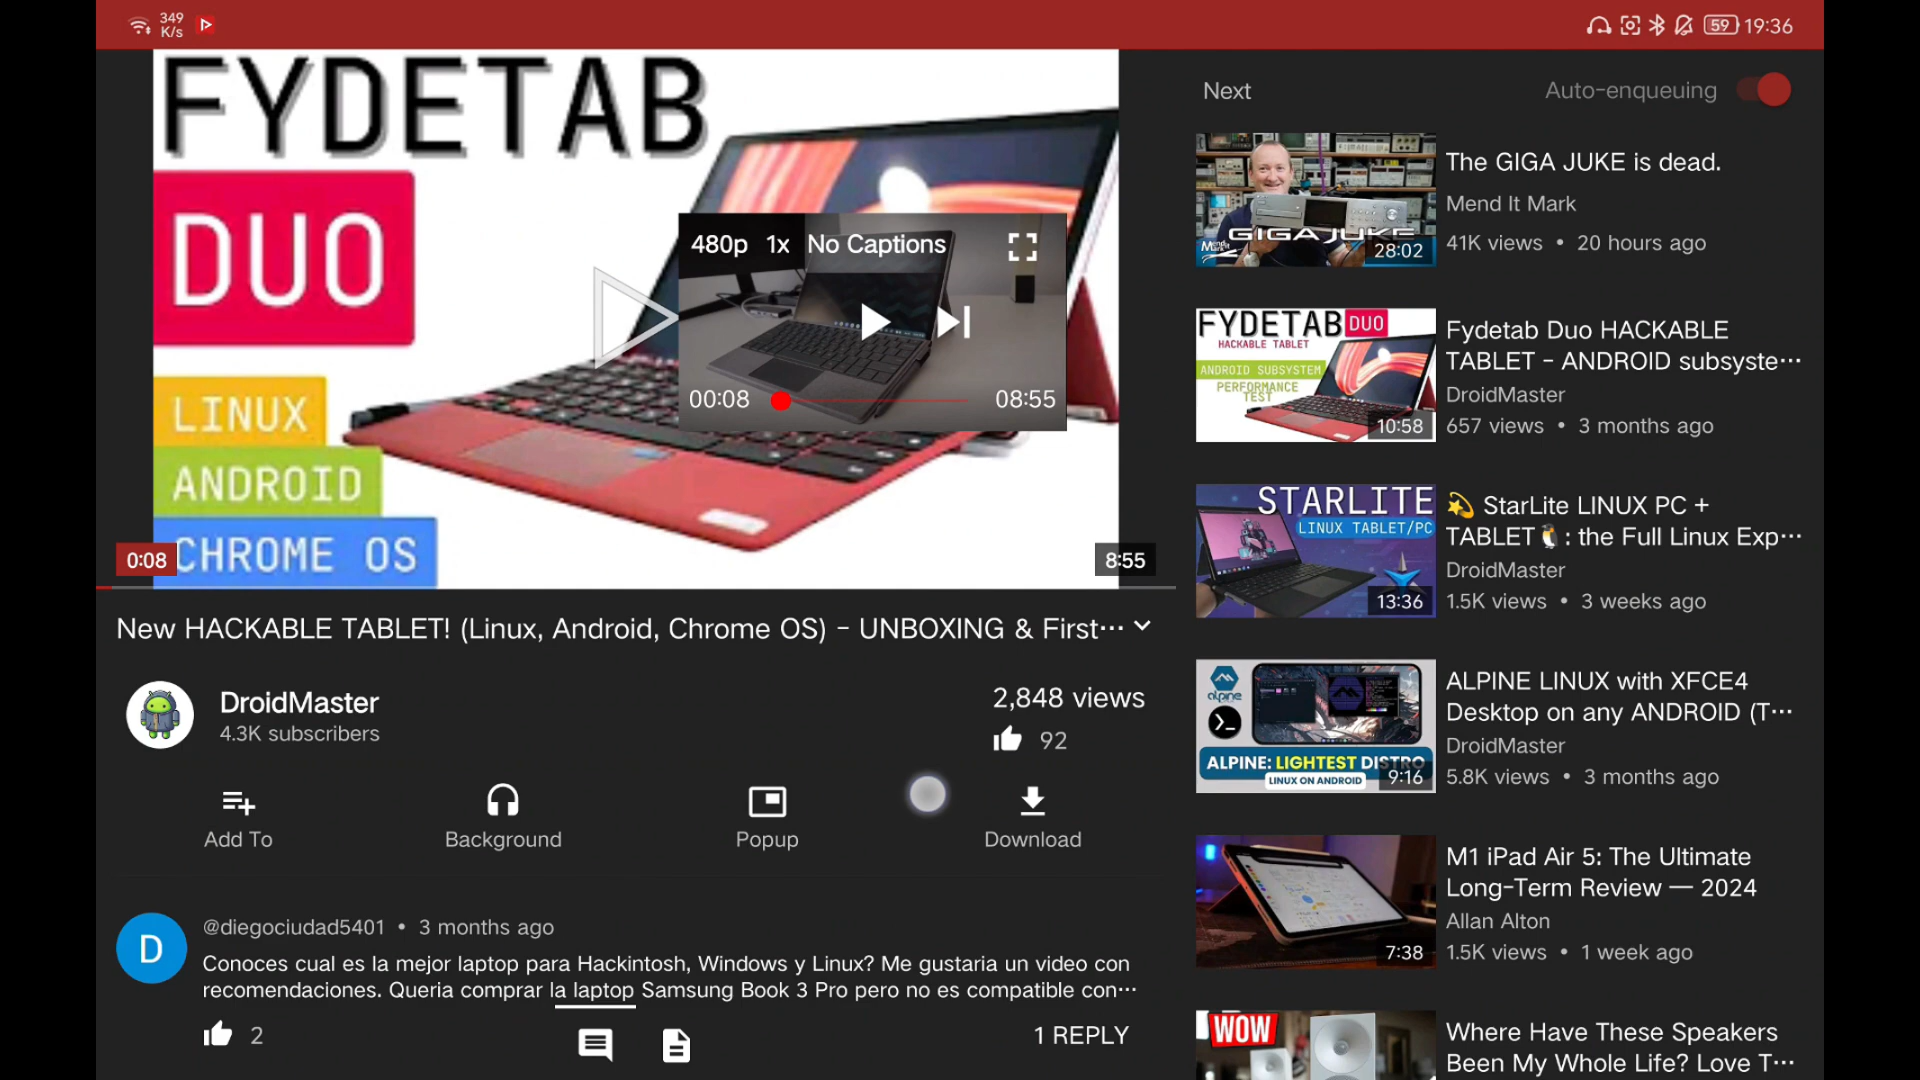 349
K/s
59
19:36
FYDETAB
DUO
LINUX
ANDROID
CHROME OS
480p 1x No Captions
00:08
08:55
0:08
8:55
New HACKABLE TABLET! (Linux, Android, Chrome OS) - UNBOXING & First···
DroidMaster
4.3K subscribers
2,848 views
92
Add To
Background
Popup
Download
D
@diegociudad5401 • 3 months ago
Conoces cual es la mejor laptop para Hackintosh, Windows y Linux? Me gustaria un video con
recomendaciones. Queria comprar la laptop Samsung Book 3 Pro pero no es compatible con···
2
1 REPLY
Next
Auto-enqueuing
Mend It
Mark
GIGA JUKE
28:02
The GIGA JUKE is dead.
Mend It Mark
41K views • 20 hours ago
FYDETAB DUO
HACKABLE TABLET
ANDROID SUBSYSTEM
PERFORMANCE
TEST
10:58
Fydetab Duo HACKABLE
TABLET - ANDROID subsyste···
DroidMaster
657 views • 3 months ago
STARLITE
LINUX TABLET/PC
13:36
💫 StarLite LINUX PC +
TABLET🐧: the Full Linux Exp···
DroidMaster
1.5K views • 3 weeks ago
alpine
ALPINE: LIGHTEST DISTRO
LINUX ON ANDROID
9:16
ALPINE LINUX with XFCE4
Desktop on any ANDROID (T···
DroidMaster
5.8K views • 3 months ago
7:38
M1 iPad Air 5: The Ultimate
Long-Term Review — 2024
Allan Alton
1.5K views • 1 week ago
WOW
Where Have These Speakers
Been My Whole Life? Love T···